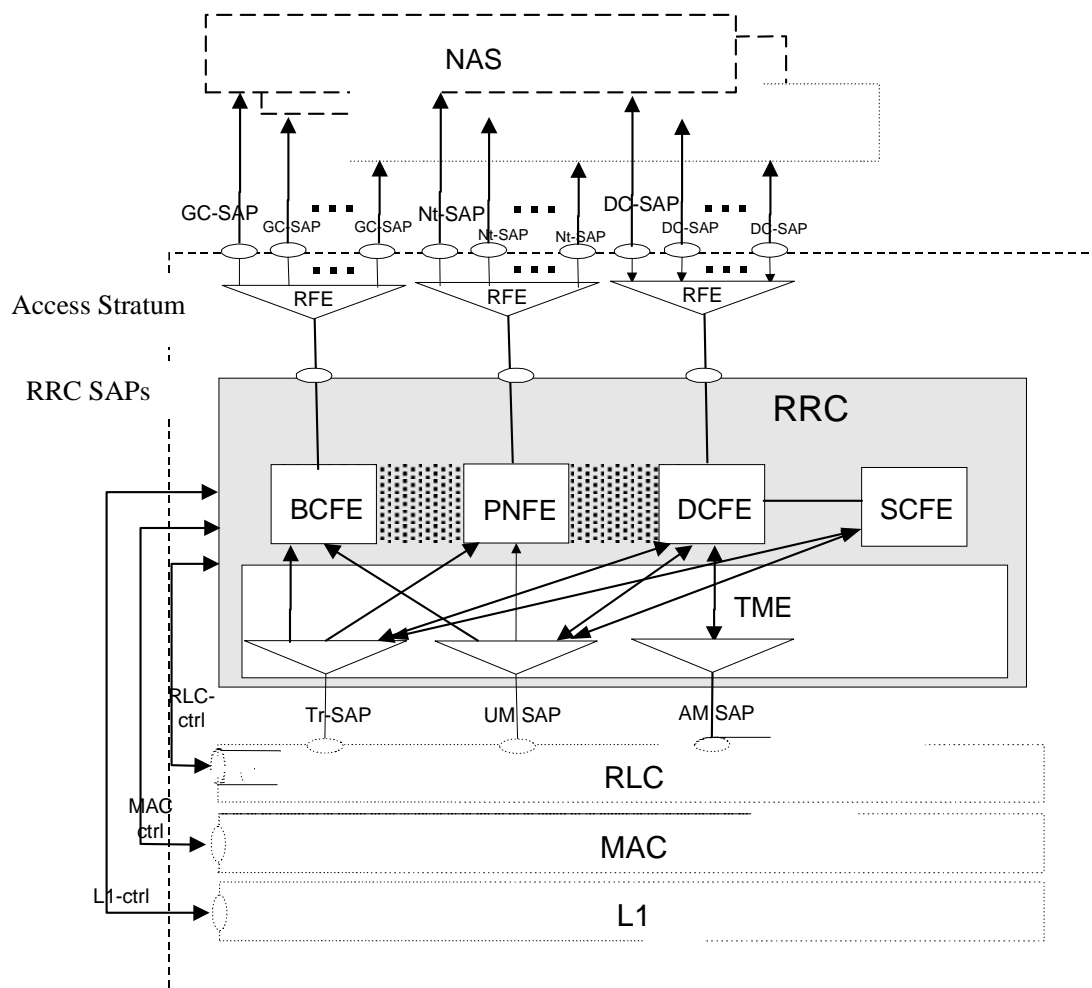 NAS
GC-SAP
GC-SAP
GC-SAP
Nt-SAP
Nt-SAP
Nt-SAP
DC-SAP
DC-SAP
DC-SAP
Access Stratum
RFE
RFE
RFE
RRC SAPs
RRC
BCFE
PNFE
DCFE
SCFE
TME
RLC-
ctrl
Tr-SAP
UM SAP
AM SAP
RLC
MAC
ctrl
MAC
L1-ctrl
L1